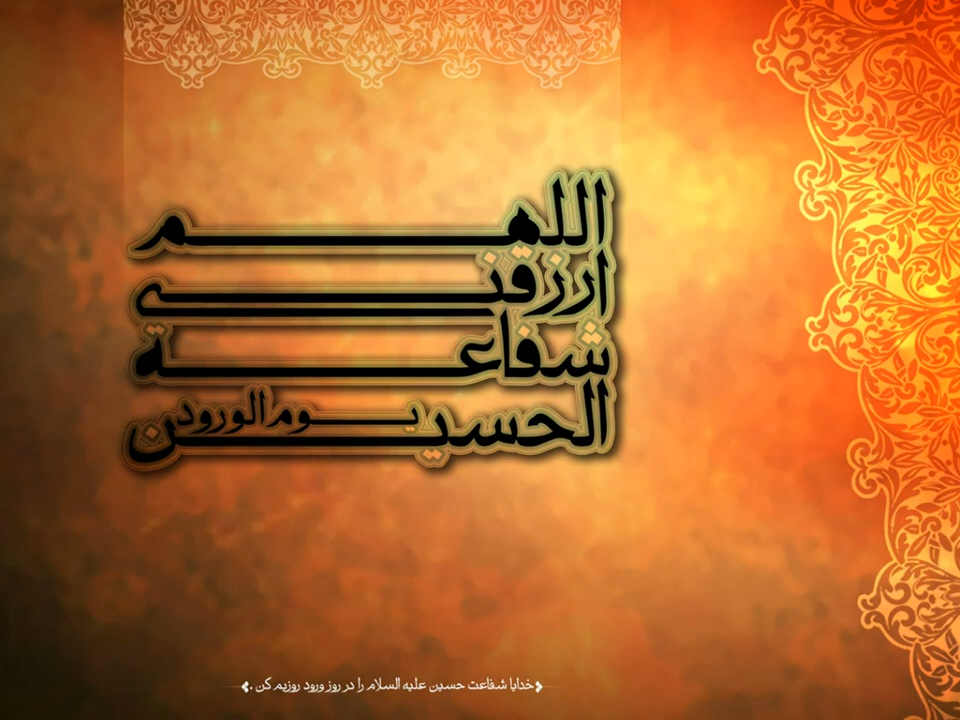 اللهم
ارزقنی
شفاعة
الحسین
یوم الورود
خدایا شفاعت حسین علیه السلام را در روز ورود روزیم کن .